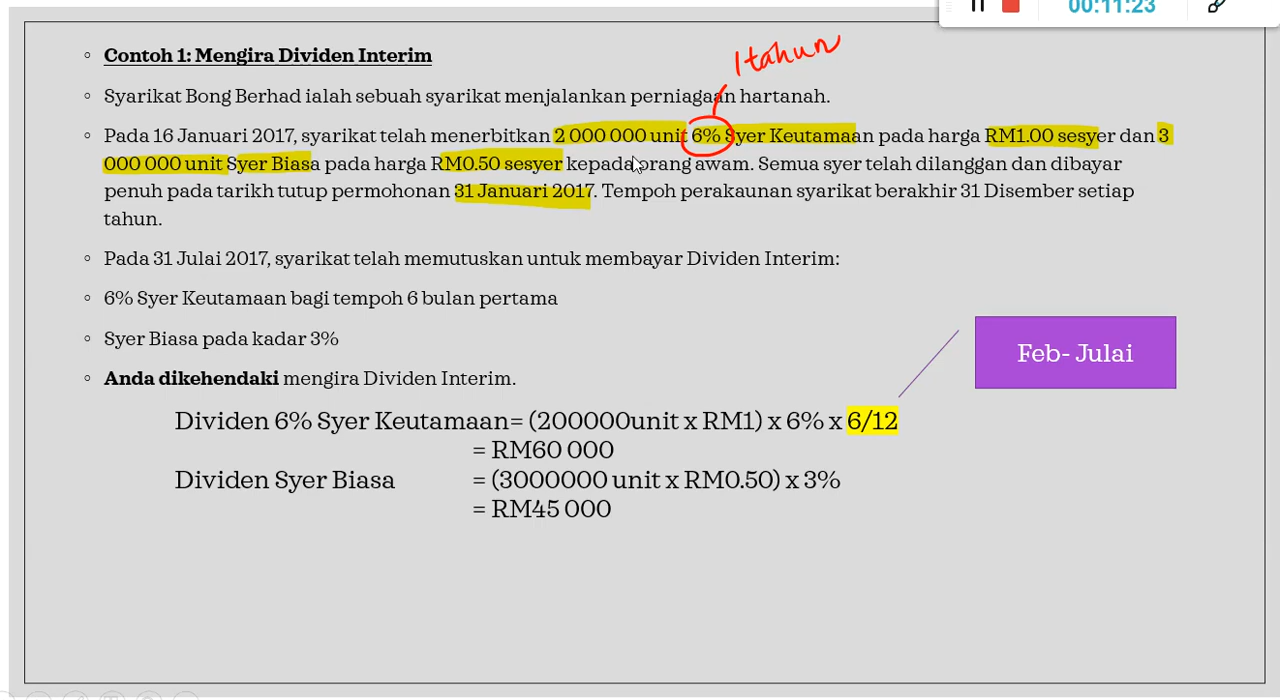 00:11:23
Contoh 1: Mengira Dividen Interim
1 tahun
Syarikat Bong Berhad ialah sebuah syarikat menjalankan perniagaan hartanah.
Pada 16 Januari 2017, syarikat telah menerbitkan 2 000 000 unit 6% Syer Keutamaan pada harga RM1.00 sesyer dan 3
000 000 unit Syer Biasa pada harga RM0.50 sesyer kepada orang awam. Semua syer telah dilanggan dan dibayar
penuh pada tarikh tutup permohonan 31 Januari 2017. Tempoh perakaunan syarikat berakhir 31 Disember setiap
tahun.
Pada 31 Julai 2017, syarikat telah memutuskan untuk membayar Dividen Interim:
6% Syer Keutamaan bagi tempoh 6 bulan pertama
Syer Biasa pada kadar 3%
Feb- Julai
Anda dikehendaki mengira Dividen Interim.
Dividen 6% Syer Keutamaan= (200000unit x RM1) x 6% x 6/12
= RM60 000
Dividen Syer Biasa = (3000000 unit x RM0.50) x 3%
= RM45 000